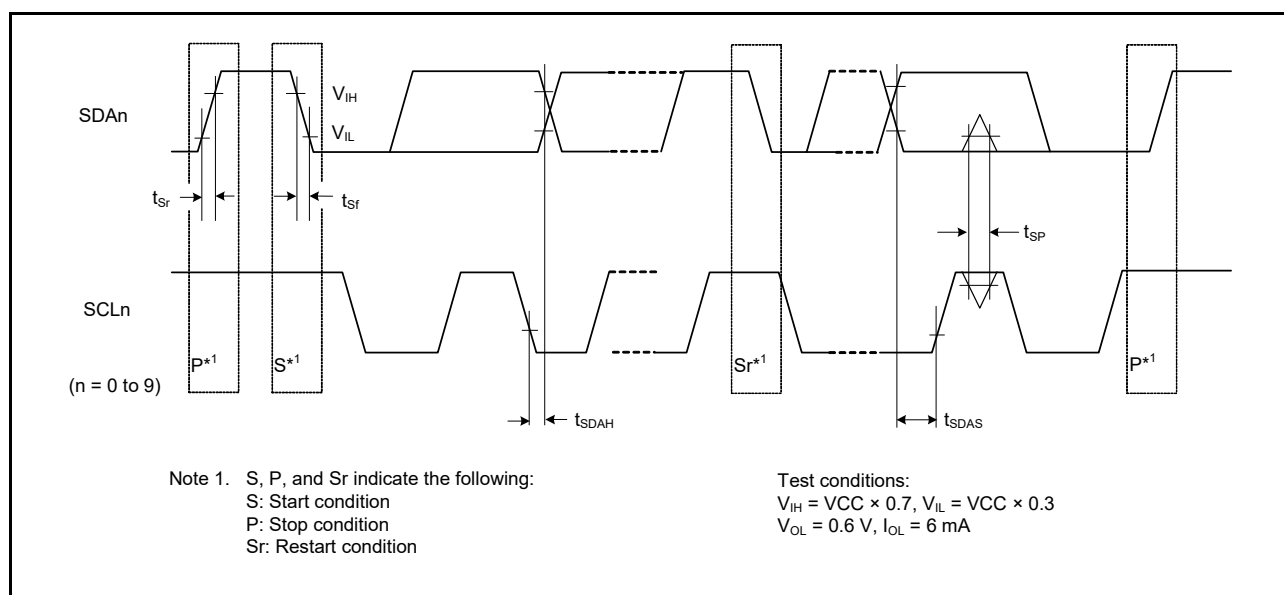 SDAn
V_IH
V_IL
t_Sr
t_Sf
t_SP
SCLn
P*1
S*1
Sr*1
P*1
(n = 0 to 9)
t_SDAH
t_SDAS
Note 1. S, P, and Sr indicate the following:
S: Start condition
P: Stop condition
Sr: Restart condition
Test conditions:
V_IH = VCC × 0.7, V_IL = VCC × 0.3
V_OL = 0.6 V, I_OL = 6 mA